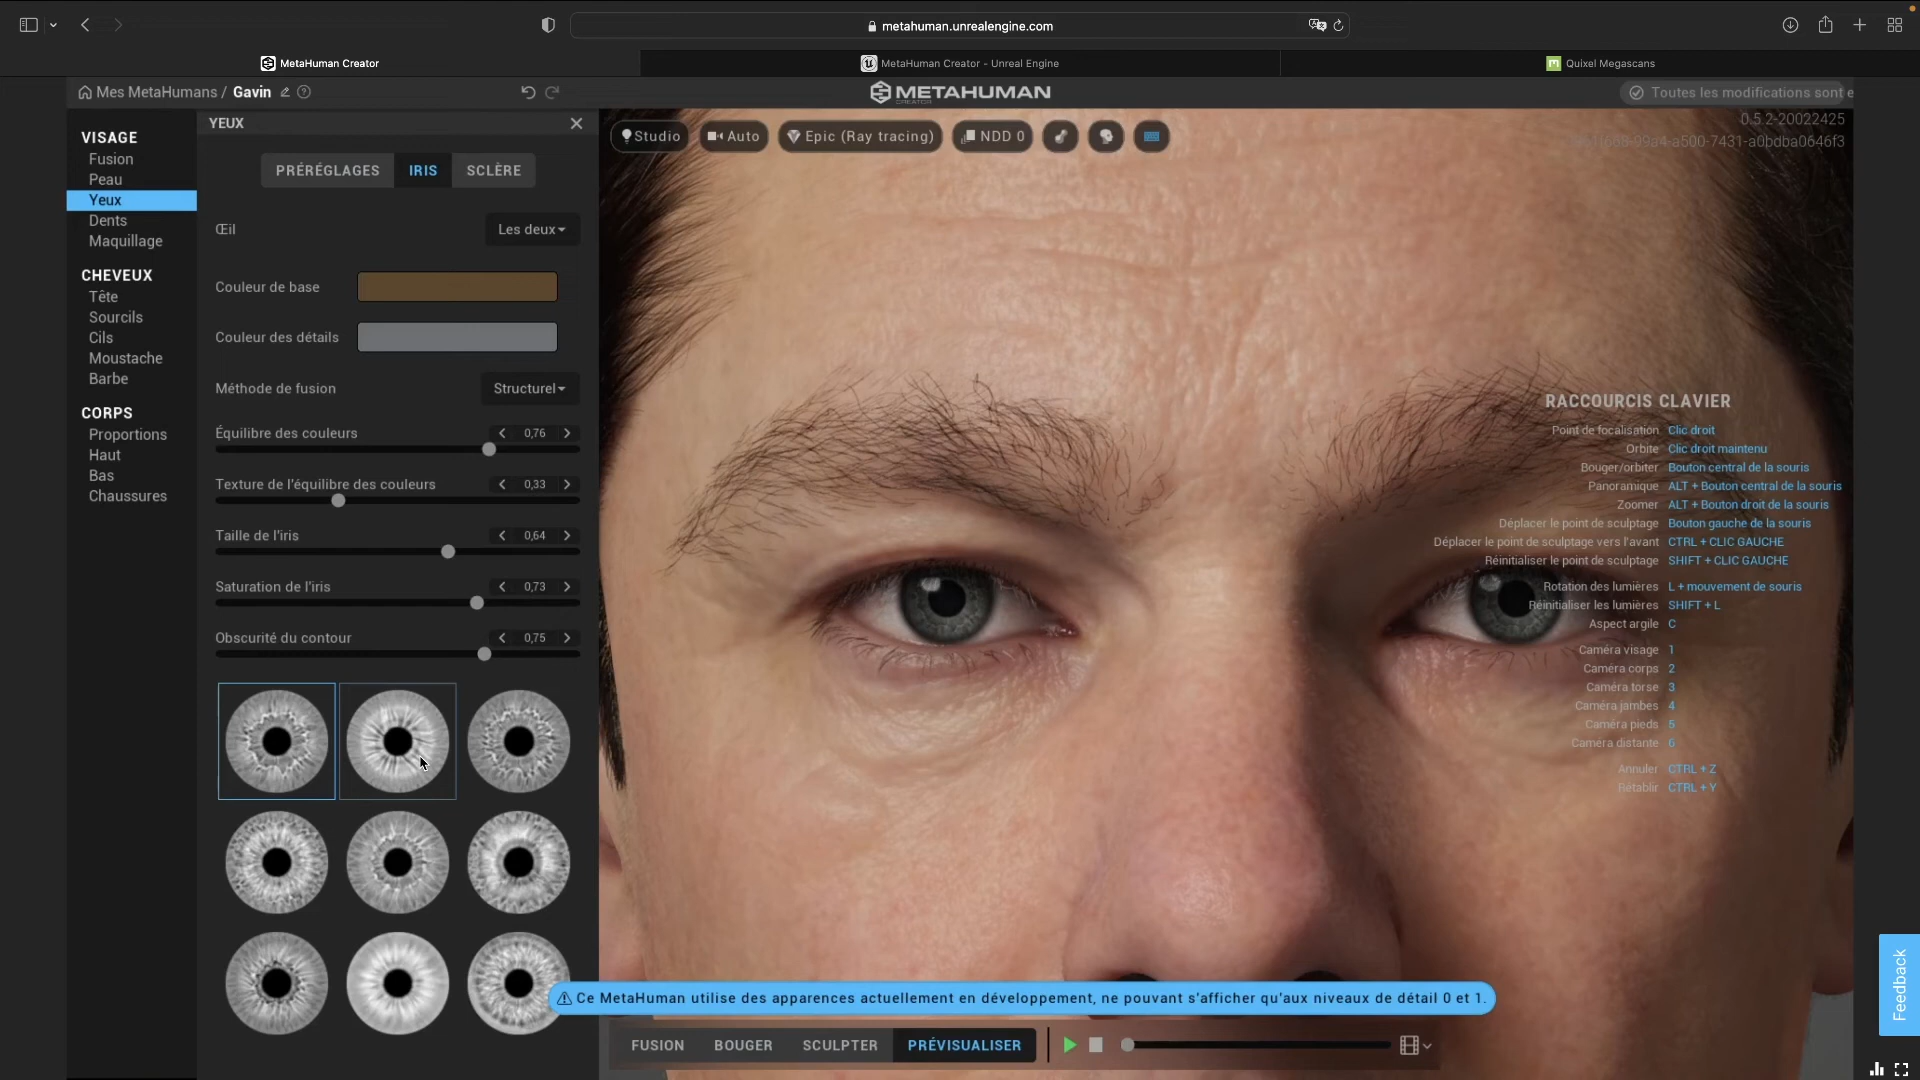 metahuman.unrealengine.com
MetaHuman Creator
MetaHuman Creator - Unreal Engine
Quixel Megascans
Mes MetaHumans / Gavin
METAHUMAN
CREATOR
Toutes les modifications sont e
0.5.2-20022425
-99a4-a500-7431-a0bda0646f3
VISAGE
Fusion
Peau
Yeux
Dents
Maquillage
CHEVEUX
Tête
Sourcils
Cils
Moustache
Barbe
CORPS
Proportions
Haut
Bas
Chaussures
YEUX
PRÉRÉGLAGES
IRIS
SCLÈRE
Œil
Les deux
Couleur de base
Couleur des détails
Méthode de fusion
Structurel
Équilibre des couleurs
0,76
Texture de l'équilibre des couleurs
0,33
Taille de l'iris
0,64
Saturation de l'iris
0,73
Obscurité du contour
0,75
Studio
Auto
Epic (Ray tracing)
NDD 0
RACCOURCIS CLAVIER
Point de focalisation Clic droit
Orbite Clic droit maintenu
Bouger/orbiter Bouton central de la souris
Panoramique ALT + Bouton central de la souris
Zoomer ALT + Bouton droit de la souris
Déplacer le point de sculptage Bouton gauche de la souris
Déplacer le point de sculptage vers l'avant CTRL + CLIC GAUCHE
Réinitialiser le point de sculptage SHIFT + CLIC GAUCHE
Rotation des lumières L + mouvement de souris
Réinitialiser les lumières SHIFT + L
Aspect argile C
Caméra visage 1
Caméra corps 2
Caméra torse 3
Caméra jambes 4
Caméra pieds 5
Caméra distante 6
Annuler CTRL + Z
Rétablir CTRL + Y
Ce MetaHuman utilise des apparences actuellement en développement, ne pouvant s'afficher qu'aux niveaux de détail 0 et 1.
FUSION
BOUGER
SCULPTER
PRÉVISUALISER
Feedback